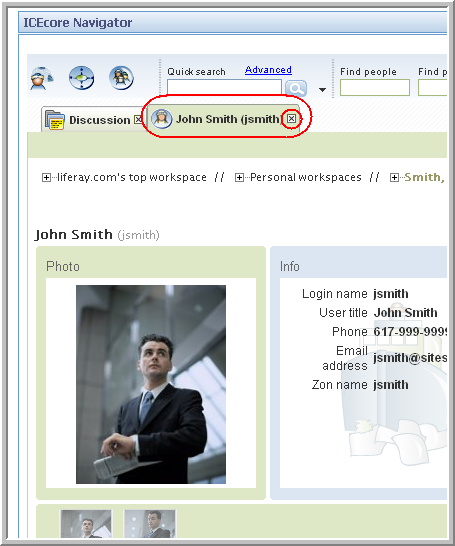 ICEcore Navigator
Quick search Advanced Find people Find p
Discussion John Smith (jsmith)
liferay.com's top workspace // Personal workspaces // Smith,
John Smith (jsmith)
Photo
Info
Login name jsmith
User title John Smith
Phone 617-999-9999
Email address jsmith@sites
Zon name jsmith